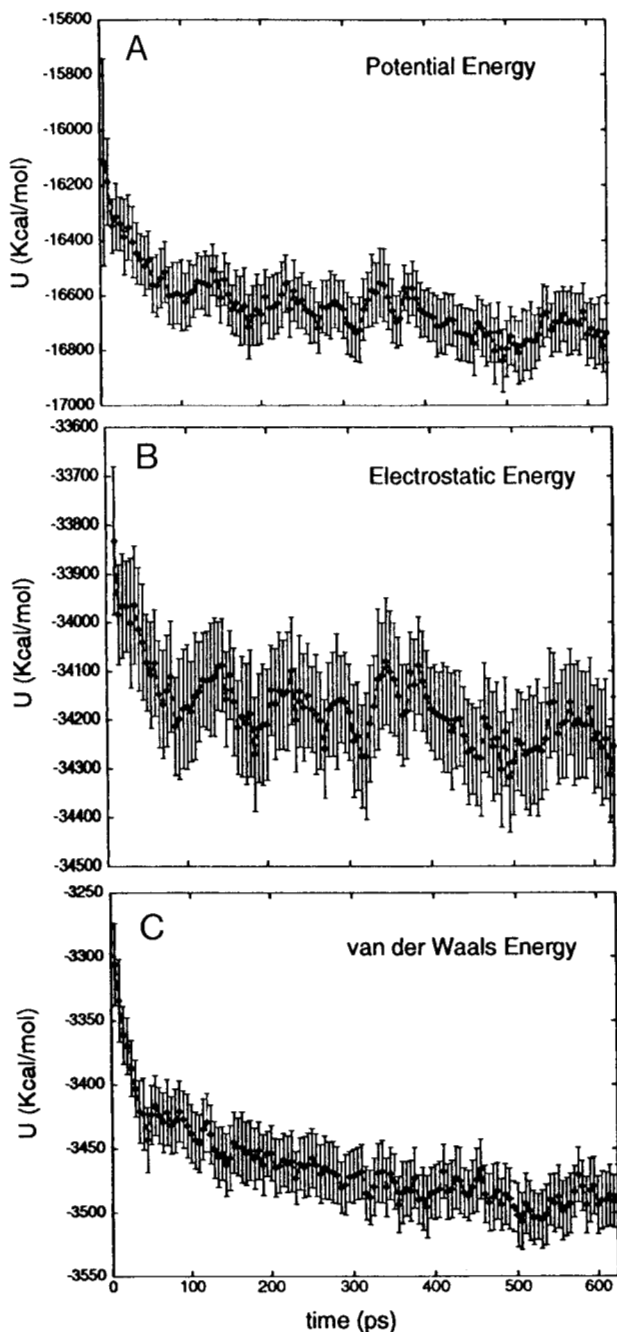 A
Potential Energy
U (Kcal/mol)
-15600
-15800
-16000
-16200
-16400
-16600
-16800
-17000
B
Electrostatic Energy
U (Kcal/mol)
-33600
-33700
-33800
-33900
-34000
-34100
-34200
-34300
-34400
-34500
C
van der Waals Energy
U (Kcal/mol)
-3250
-3300
-3350
-3400
-3450
-3500
-3550
0 100 200 300 400 500 600
time (ps)